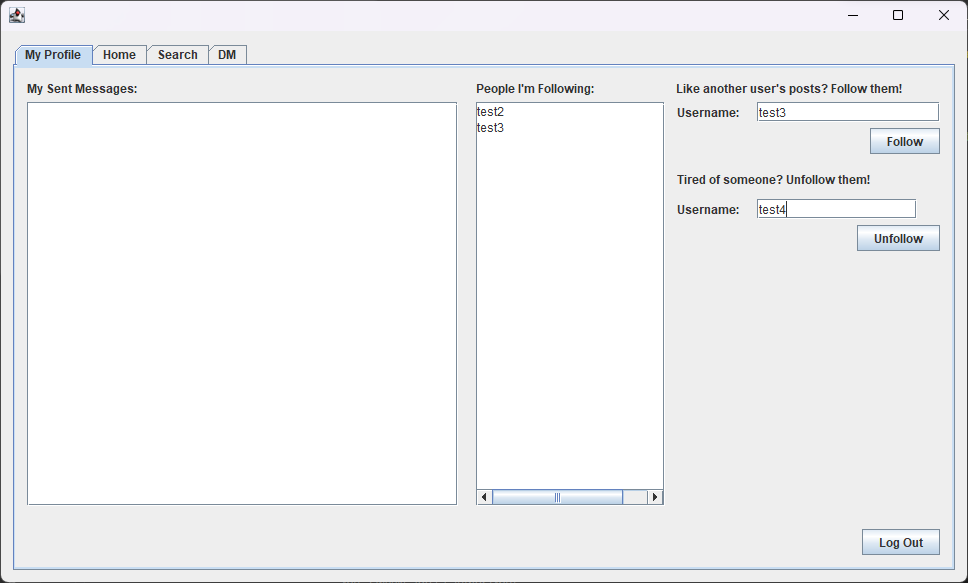 My Profile Home Search DM
My Sent Messages:
People I'm Following:
test2
test3
Like another user's posts? Follow them!
Username: test3
Follow
Tired of someone? Unfollow them!
Username: test4
Unfollow
Log Out